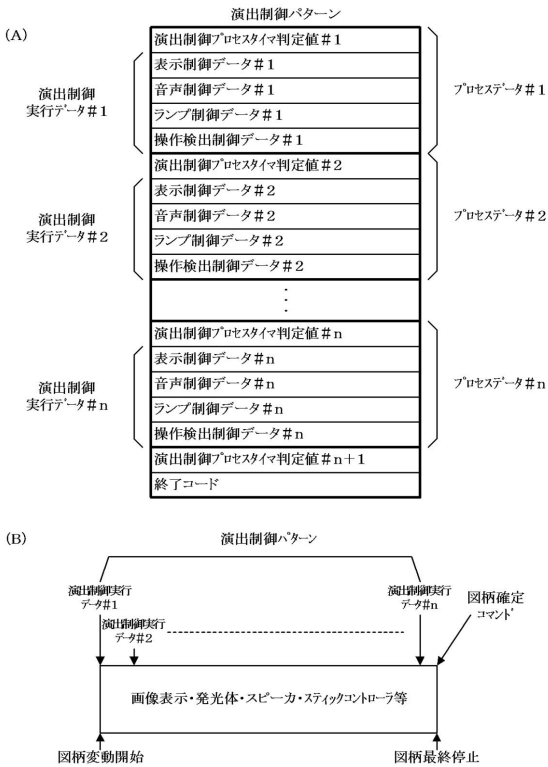 演出制御パターン
(A)
演出制御プロセスタイマ判定値#1
表示制御データ#1
音声制御データ#1
ランプ制御データ#1
操作検出制御データ#1
演出制御
実行データ#1
プロセスデータ#1
演出制御プロセスタイマ判定値#2
表示制御データ#2
音声制御データ#2
ランプ制御データ#2
操作検出制御データ#2
演出制御
実行データ#2
プロセスデータ#2
・・・
演出制御プロセスタイマ判定値#n
表示制御データ#n
音声制御データ#n
ランプ制御データ#n
操作検出制御データ#n
演出制御
実行データ#n
プロセスデータ#n
演出制御プロセスタイマ判定値#n+1
終了コード
(B)
演出制御パターン
演出制御実行
データ#1
演出制御実行
データ#2
演出制御実行
データ#n
図柄確定
コマンド
画像表示・発光体・スピーカ・スティックコントローラ等
図柄変動開始
図柄最終停止